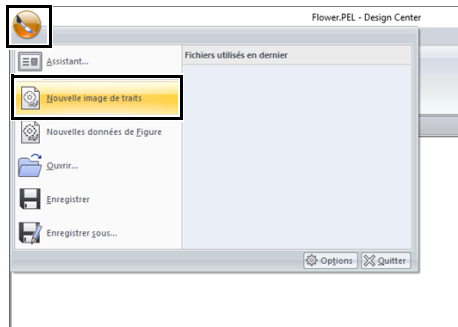 Flower.PEL - Design Center
Assistant...
Fichiers utilisés en dernier
Nouvelle image de traits
Nouvelles données de Figure
Ouvrir...
Enregistrer
Enregistrer sous...
Options
Quitter